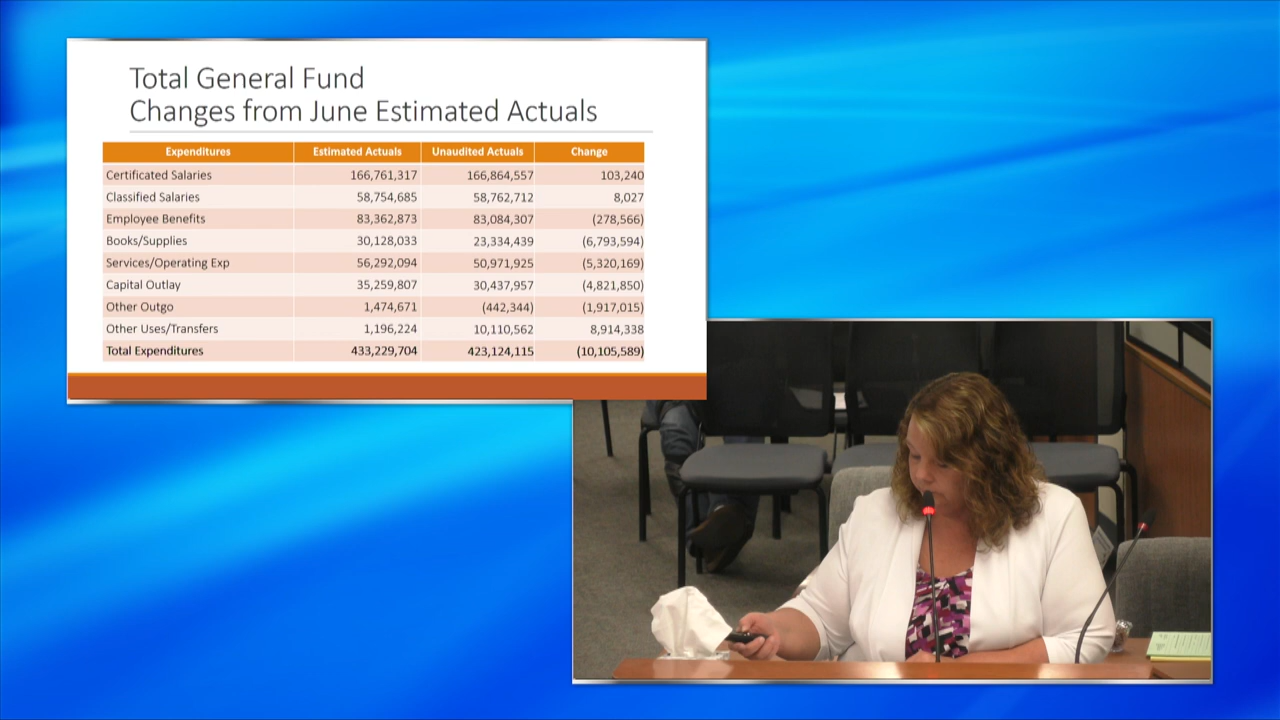 Total General Fund
Changes from June Estimated Actuals
Expenditures Estimated Actuals Unaudited Actuals Change
Certificated Salaries 166,761,317 166,864,557 103,240
Classified Salaries 58,754,685 58,762,712 8,027
Employee Benefits 83,362,873 83,084,307 (278,566)
Books/Supplies 30,128,033 23,334,439 (6,793,594)
Services/Operating Exp 56,292,094 50,971,925 (5,320,169)
Capital Outlay 35,259,807 30,437,957 (4,821,850)
Other Outgo 1,474,671 (442,344) (1,917,015)
Other Uses/Transfers 1,196,224 10,110,562 8,914,338
Total Expenditures 433,229,704 423,124,115 (10,105,589)